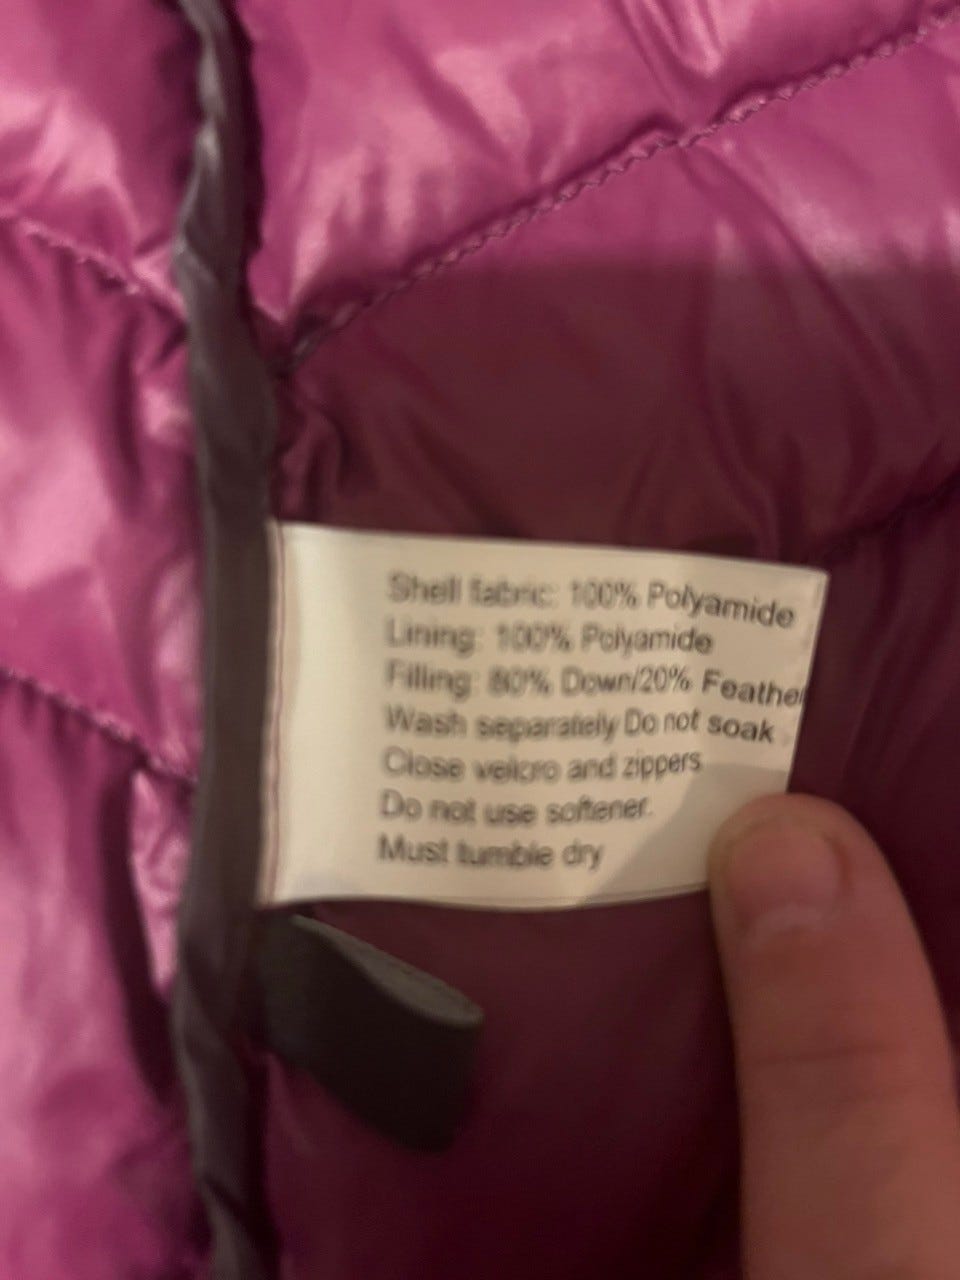 Shell fabric: 100% Polyamide
Lining: 100% Polyamide
Filling: 80% Down/20% Feather
Wash separately Do not soak
Close velcro and zippers
Do not use softener.
Must tumble dry